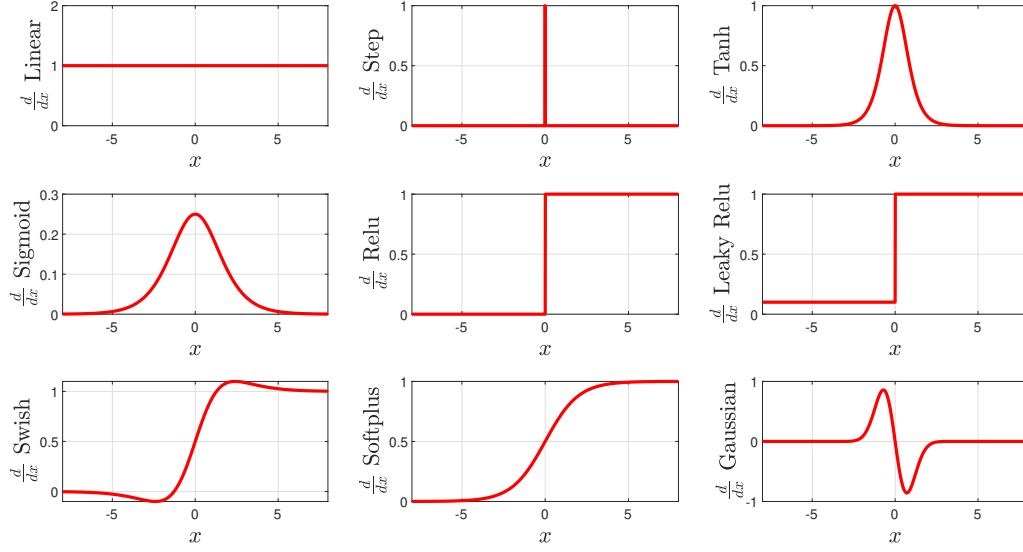 d/dx Linear
2
1
0
-5 0 5
x
d/dx Step
1
0.5
0
-5 0 5
x
d/dx Tanh
1
0.5
0
-5 0 5
x
d/dx Sigmoid
0.3
0.2
0.1
0
-5 0 5
x
d/dx Relu
1
0.5
0
-5 0 5
x
d/dx Leaky Relu
1
0.5
0
-5 0 5
x
d/dx Swish
1
0.5
0
-5 0 5
x
d/dx Softplus
1
0.5
0
-5 0 5
x
d/dx Gaussian
1
0
-1
-5 0 5
x